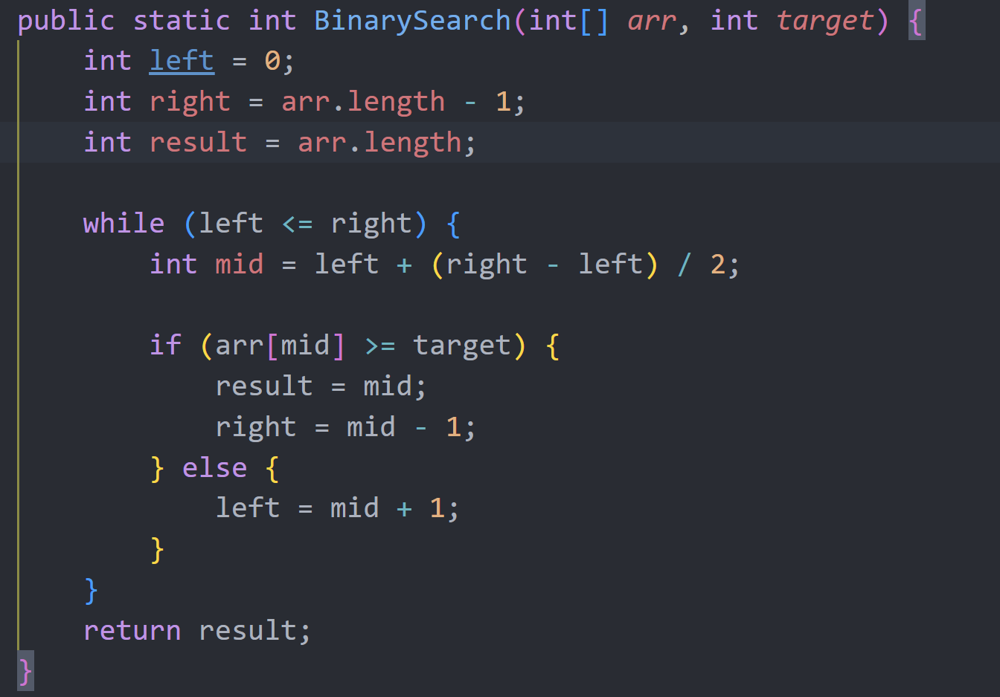 public static int BinarySearch(int[] arr, int target) {
    int left = 0;
    int right = arr.length - 1;
    int result = arr.length;

    while (left <= right) {
        int mid = left + (right - left) / 2;

        if (arr[mid] >= target) {
            result = mid;
            right = mid - 1;
        } else {
            left = mid + 1;
        }
    }
    return result;
}